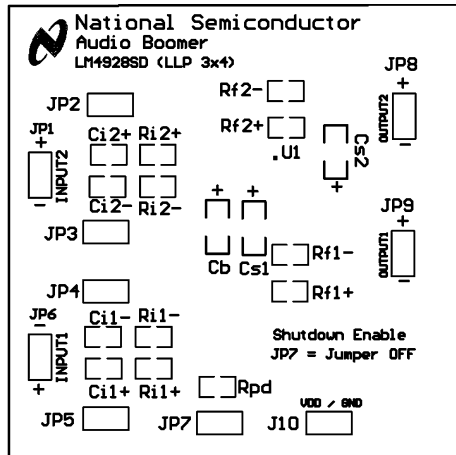 National Semiconductor
Audio Boomer
LM4928SD (LLP 3x4)
JP8
Rf2-
+
OUTPUT2
-
JP2
Rf2+
JP1
Ci2+ Ri2+
+
INPUT2
-
.U1
Cs2
+
Ci2- Ri2-
JP3
+ +
Cb Cs1
JP9
+
OUTPUT1
-
Rf1-
JP4
Rf1+
JP6
Ci1- Ri1-
-
INPUT1
+
Shutdown Enable
JP7 = Jumper OFF
Ci1+ Ri1+
Rpd
VDD / GND
JP5
JP7
J10